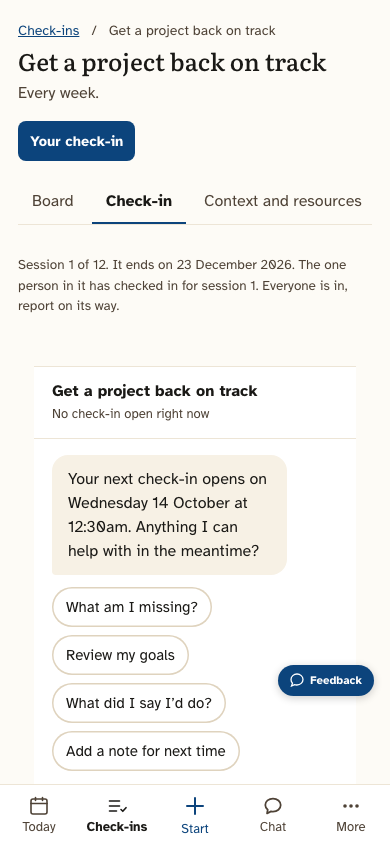 Check-ins / Get a project back on track
Get a project back on track
Every week.
Your check-in
Board Check-in Context and resources
Session 1 of 12. It ends on 23 December 2026. The one
person in it has checked in for session 1. Everyone is in,
report on its way.
Get a project back on track
No check-in open right now
Your next check-in opens on
Wednesday 14 October at
12:30am. Anything I can
help with in the meantime?
What am I missing?
Review my goals
Feedback
What did I say I'd do?
Add a note for next time
Today Check-ins Start Chat More